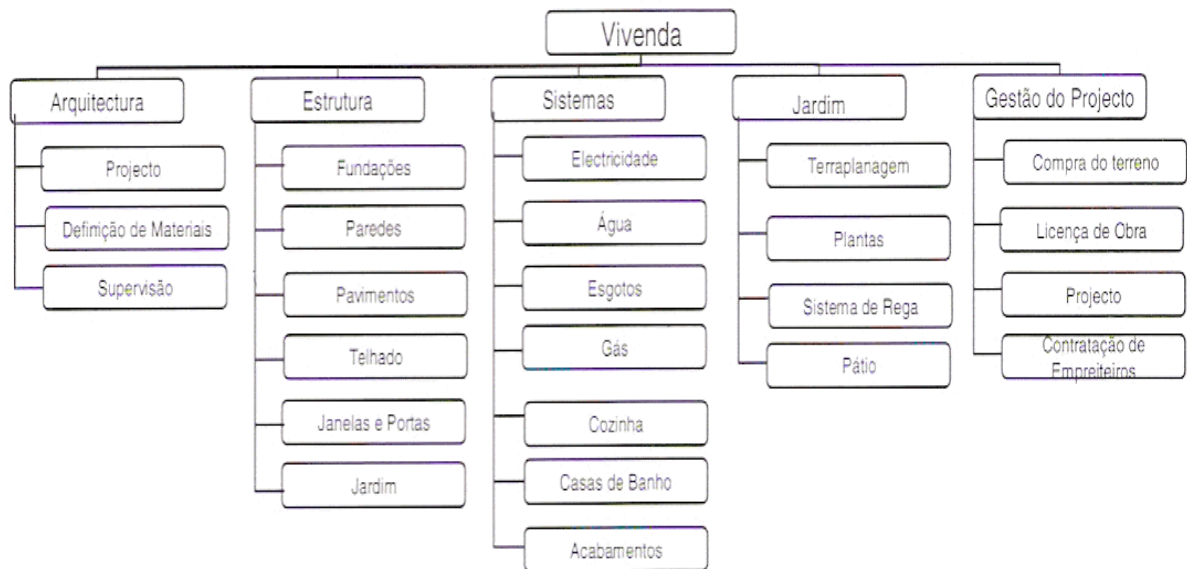 Vivenda
Arquitectura
Projecto
Definição de Materiais
Supervisão
Estrutura
Fundações
Paredes
Pavimentos
Telhado
Janelas e Portas
Jardim
Sistemas
Electricidade
Água
Esgotos
Gás
Cozinha
Casas de Banho
Acabamentos
Jardim
Terraplanagem
Plantas
Sistema de Rega
Pátio
Gestão do Projecto
Compra do terreno
Licença de Obra
Projecto
Contratação de
Empreiteiros